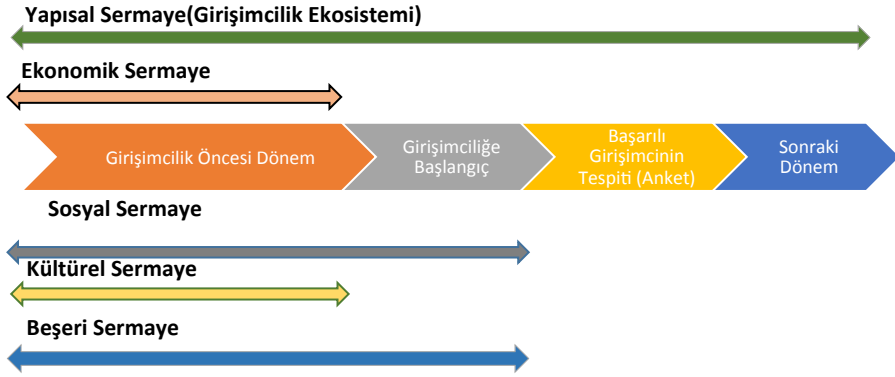 Yapısal Sermaye(Girişimcilik Ekosistemi)
Ekonomik Sermaye
Girişimcilik Öncesi Dönem
Girişimciliğe
Başlangıç
Başarılı
Girişimcinin
Tespiti (Anket)
Sonraki
Dönem
Sosyal Sermaye
Kültürel Sermaye
Beşeri Sermaye